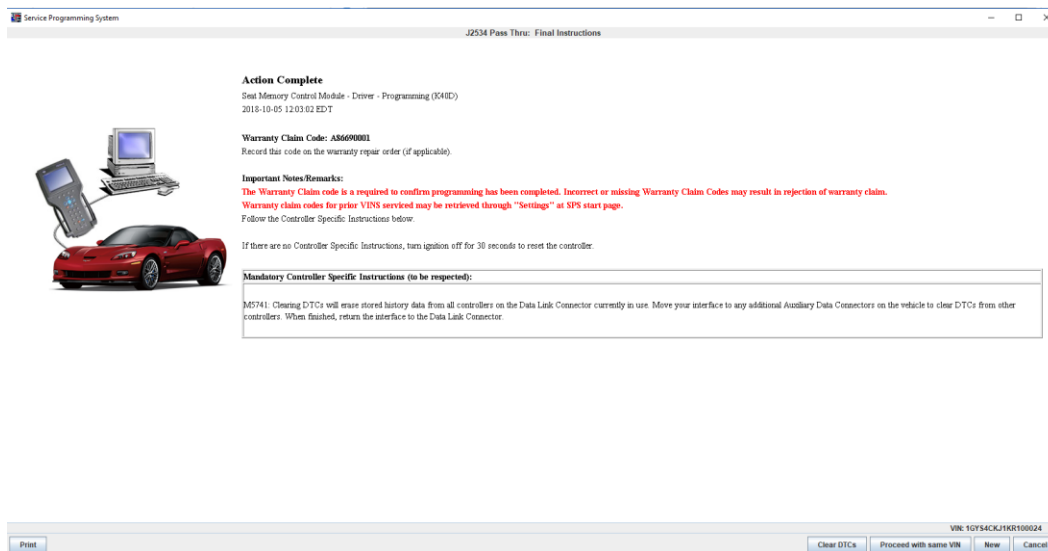 Service Programming System
J2534 Pass Thru: Final Instructions
Action Complete
Seat Memory Control Module - Driver - Programming (K40D)
2018-10-05 12:03:02 EDT
Warranty Claim Code: A86690001
Record this code on the warranty repair order (if applicable).
Important Notes/Remarks:
The Warranty Claim code is a required to confirm programming has been completed. Incorrect or missing Warranty Claim Codes may result in rejection of warranty claim.
Warranty claim codes for prior VINS serviced may be retrieved through "Settings" at SPS start page.
Follow the Controller Specific Instructions below.
If there are no Controller Specific Instructions, turn ignition off for 30 seconds to reset the controller.
Mandatory Controller Specific Instructions (to be respected):
M5741: Clearing DTCs will erase stored history data from all controllers on the Data Link Connector currently in use. Move your interface to any additional Auxiliary Data Connectors on the vehicle to clear DTCs from other
controllers. When finished, return the interface to the Data Link Connector.
VIN: 1GYS4CKJ1KR100024
Print
Clear DTCs
Proceed with same VIN
New
Cancel